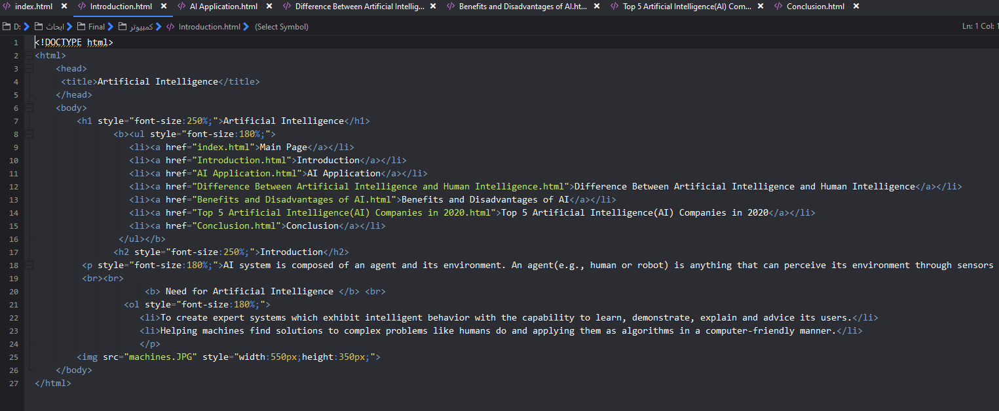 index.html × Introduction.html × AI Application.html × Difference Between Artificial Intellig... × Benefits and Disadvantages of AI.ht... × Top 5 Artificial Intelligence(AI) Com... × Conclusion.html ×
D: ابحاث Final كمبيوتر Introduction.html (Select Symbol) Ln: 1 Col: 1
1 <!DOCTYPE html>
2 <html>
3 <head>
4 <title>Artificial Intelligence</title>
5 </head>
6 <body>
7 <h1 style="font-size:250%;">Artificial Intelligence</h1>
8 <b><ul style="font-size:180%;">
9 <li><a href="index.html">Main Page</a></li>
10 <li><a href="Introduction.html">Introduction</a></li>
11 <li><a href="AI Application.html">AI Application</a></li>
12 <li><a href="Difference Between Artificial Intelligence and Human Intelligence.html">Difference Between Artificial Intelligence and Human Intelligence</a></li>
13 <li><a href="Benefits and Disadvantages of AI.html">Benefits and Disadvantages of AI</a></li>
14 <li><a href="Top 5 Artificial Intelligence(AI) Companies in 2020.html">Top 5 Artificial Intelligence(AI) Companies in 2020</a></li>
15 <li><a href="Conclusion.html">Conclusion</a></li>
16 </ul></b>
17 <h2 style="font-size:250%;">Introduction</h2>
18 <p style="font-size:180%;">AI system is composed of an agent and its environment. An agent(e.g., human or robot) is anything that can perceive its environment through sensors
19 <br><br>
20 <b> Need for Artificial Intelligence </b> <br>
21 <ol style="font-size:180%;">
22 <li>To create expert systems which exhibit intelligent behavior with the capability to learn, demonstrate, explain and advice its users.</li>
23 <li>Helping machines find solutions to complex problems like humans do and applying them as algorithms in a computer-friendly manner.</li>
24 </p>
25 <img src="machines.JPG" style="width:550px;height:350px;">
26 </body>
27 </html>